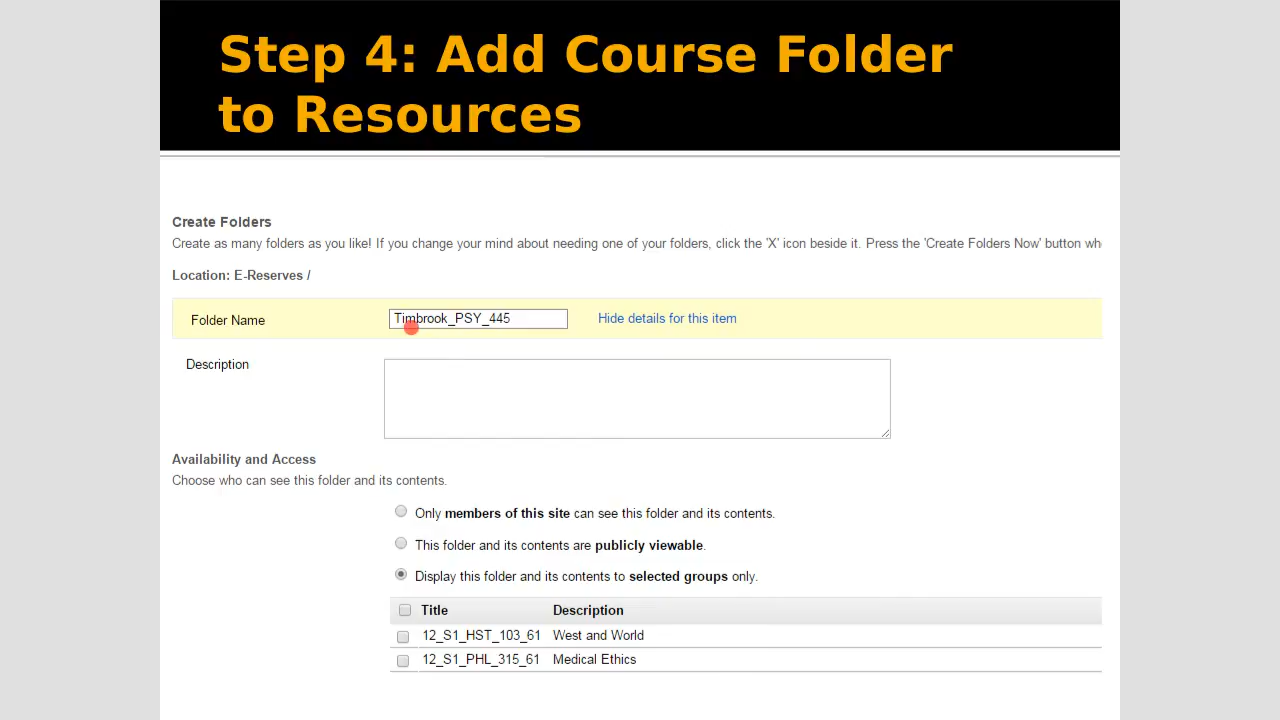 Step 4: Add Course Folder
to Resources
Create Folders
Create as many folders as you like! If you change your mind about needing one of your folders, click the 'X' icon beside it. Press the 'Create Folders Now' button wh
Location: E-Reserves /
Folder Name Timbrook_PSY_445 Hide details for this item
Description
Availability and Access
Choose who can see this folder and its contents.
Only members of this site can see this folder and its contents.
This folder and its contents are publicly viewable.
Display this folder and its contents to selected groups only.
Title Description
12_S1_HST_103_61 West and World
12_S1_PHL_315_61 Medical Ethics